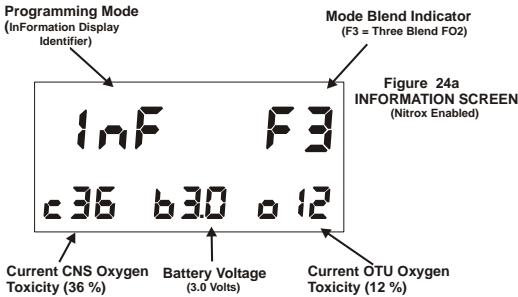 Programming Mode
(InFormation Display
Identifier)
Mode Blend Indicator
(F3 = Three Blend FO2)
Figure 24a
INFORMATION SCREEN
(Nitrox Enabled)
InF F3
c36 b3.0 o12
Current CNS Oxygen
Toxicity (36 %)
Battery Voltage
(3.0 Volts)
Current OTU Oxygen
Toxicity (12 %)